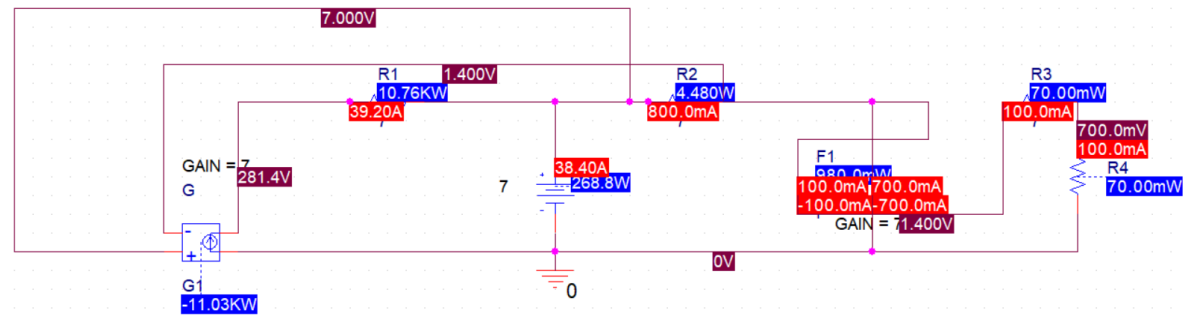 7.000V
1.400V
R1
10.76KW
39.20A
R2
4.480W
800.0mA
R3
70.00mW
100.0mA
700.0mV
100.0mA
R4
70.00mW
GAIN = 7
G
281.4V
38.40A
268.8W
7
F1
980.0mW
100.0mA 700.0mA
-100.0mA -700.0mA
GAIN = 7
1.400V
0V
G1
-11.03KW
0